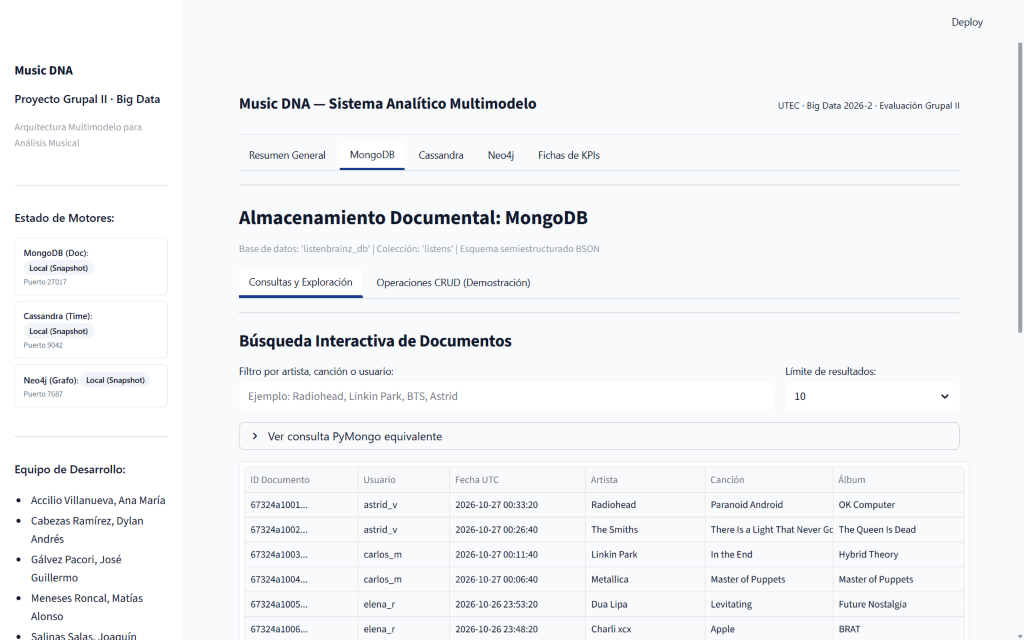 Deploy
Music DNA
Proyecto Grupal II · Big Data
Arquitectura Multimodelo para
Análisis Musical
Estado de Motores:
MongoDB (Doc):
Local (Snapshot)
Puerto 27017
Cassandra (Time):
Local (Snapshot)
Puerto 9042
Neo4j (Grafo): Local (Snapshot)
Puerto 7687
Equipo de Desarrollo:
Accilio Villanueva, Ana María
Cabezas Ramírez, Dylan
Andrés
Gálvez Pacori, José
Guillermo
Meneses Roncal, Matías
Alonso
Salinas Salas, Joaquín
Music DNA — Sistema Analítico Multimodelo
UTEC · Big Data 2026-2 · Evaluación Grupal II
Resumen General MongoDB Cassandra Neo4j Fichas de KPIs
Almacenamiento Documental: MongoDB
Base de datos: 'listenbrainz_db' | Colección: 'listens' | Esquema semiestructurado BSON
Consultas y Exploración Operaciones CRUD (Demostración)
Búsqueda Interactiva de Documentos
Filtro por artista, canción o usuario: Límite de resultados:
Ejemplo: Radiohead, Linkin Park, BTS, Astrid 10
Ver consulta PyMongo equivalente
ID Documento Usuario Fecha UTC Artista Canción Álbum
67324a1001... astrid_v 2026-10-27 00:33:20 Radiohead Paranoid Android OK Computer
67324a1002... astrid_v 2026-10-27 00:26:40 The Smiths There Is a Light That Never Go The Queen Is Dead
67324a1003... carlos_m 2026-10-27 00:11:40 Linkin Park In the End Hybrid Theory
67324a1004... carlos_m 2026-10-27 00:06:40 Metallica Master of Puppets Master of Puppets
67324a1005... elena_r 2026-10-26 23:53:20 Dua Lipa Levitating Future Nostalgia
67324a1006... elena_r 2026-10-26 23:48:20 Charli xcx Apple BRAT